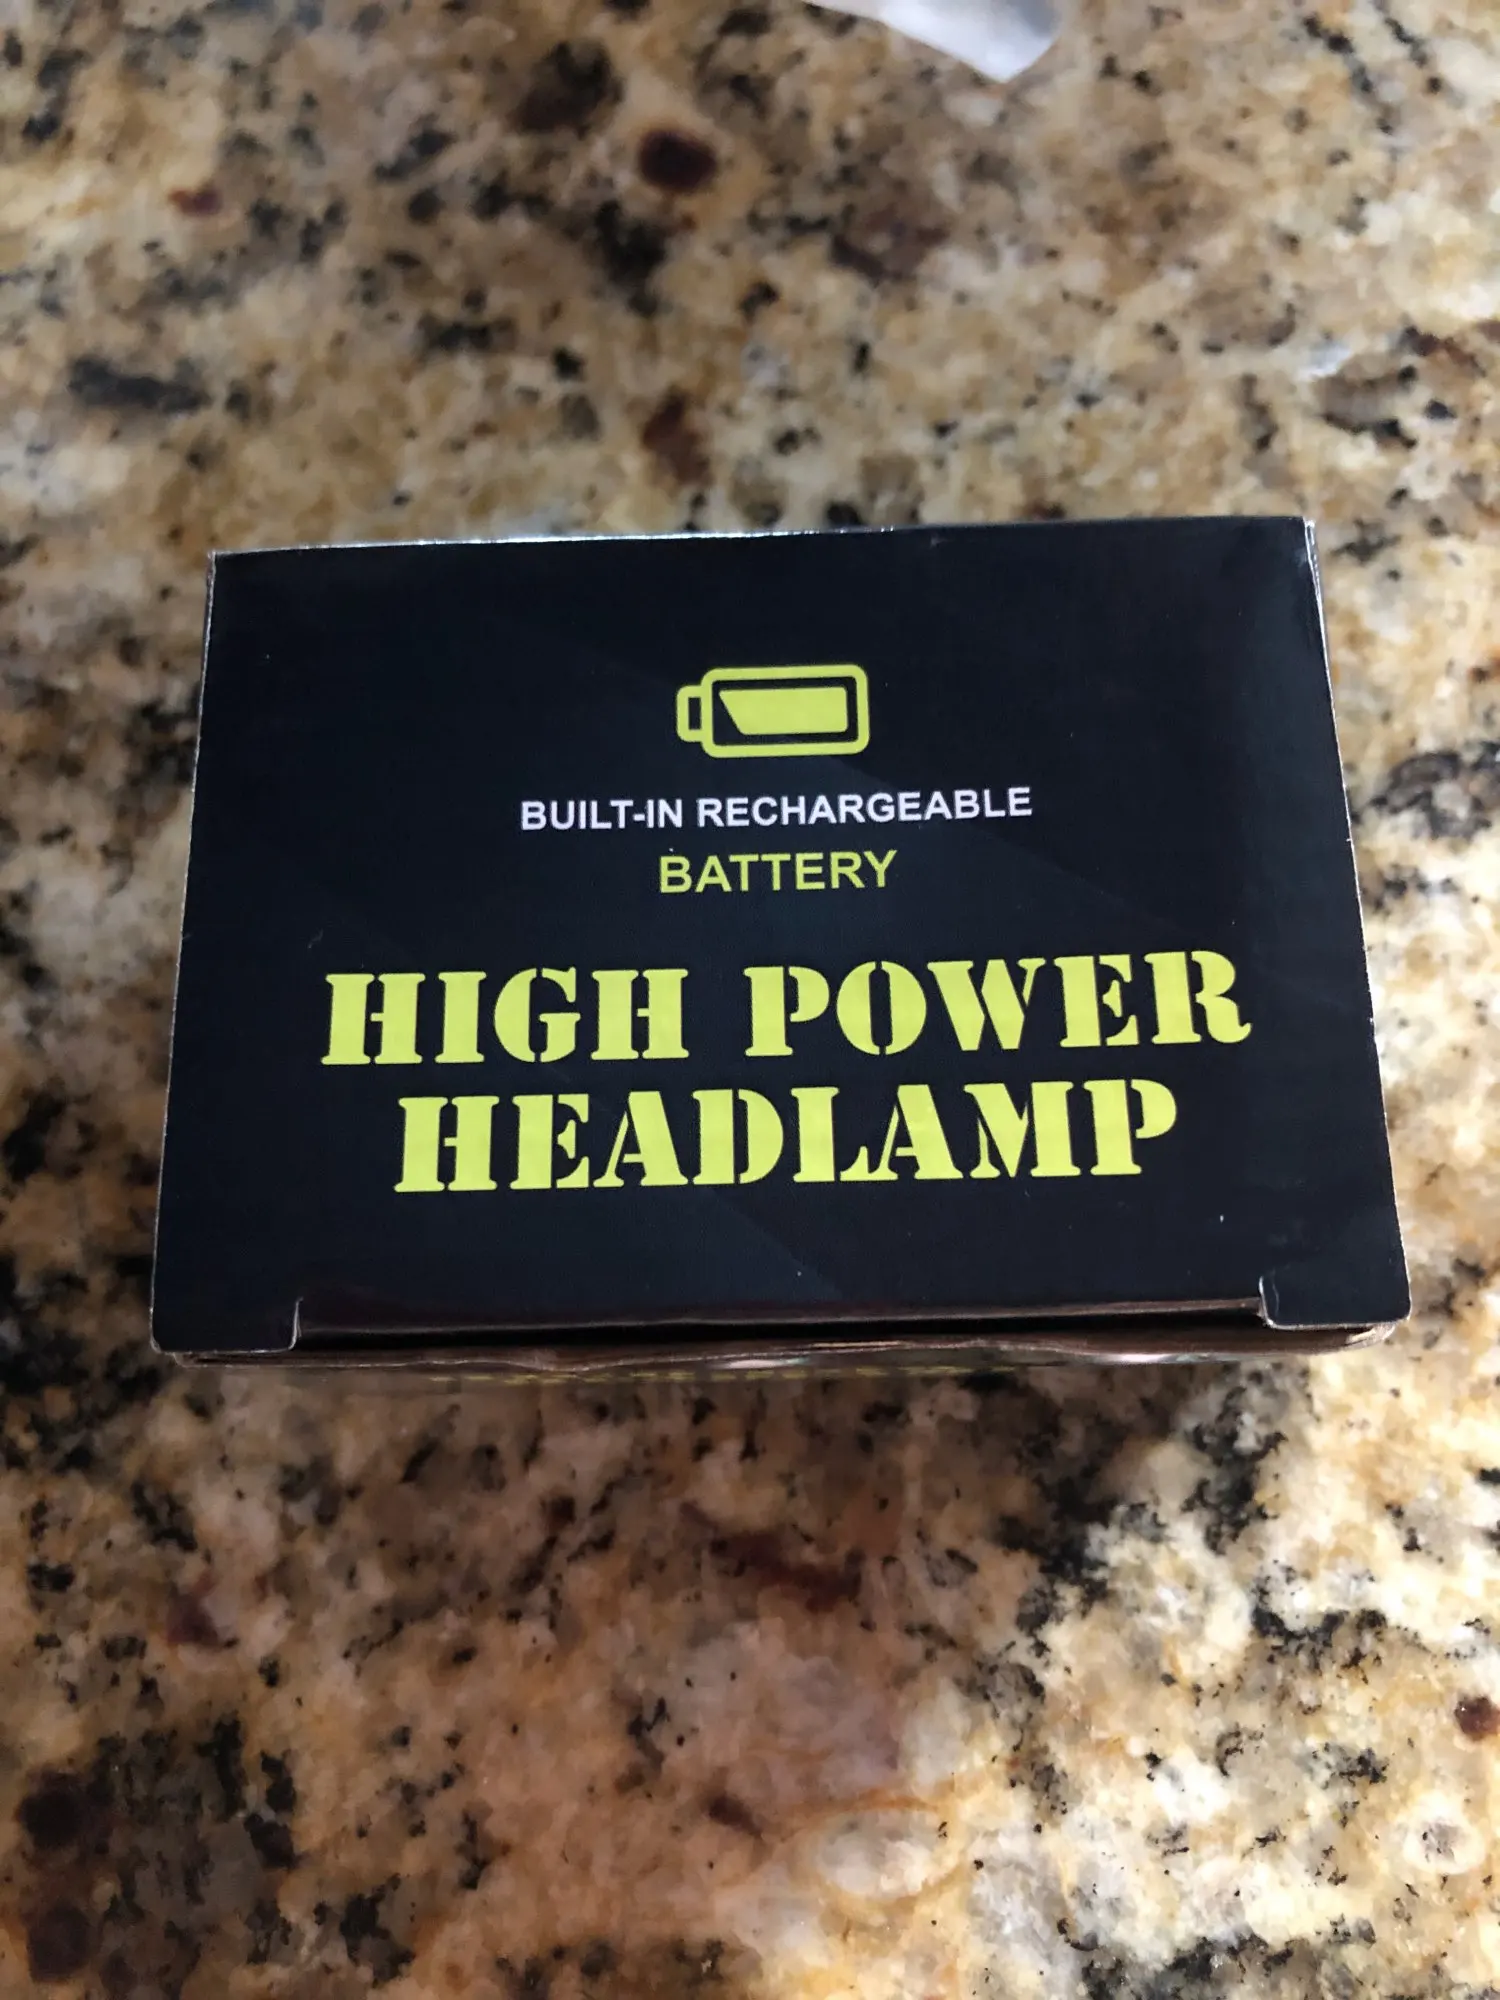 BUILT-IN RECHARGEABLE
BATTERY
HIGH POWER
HEADLAMP